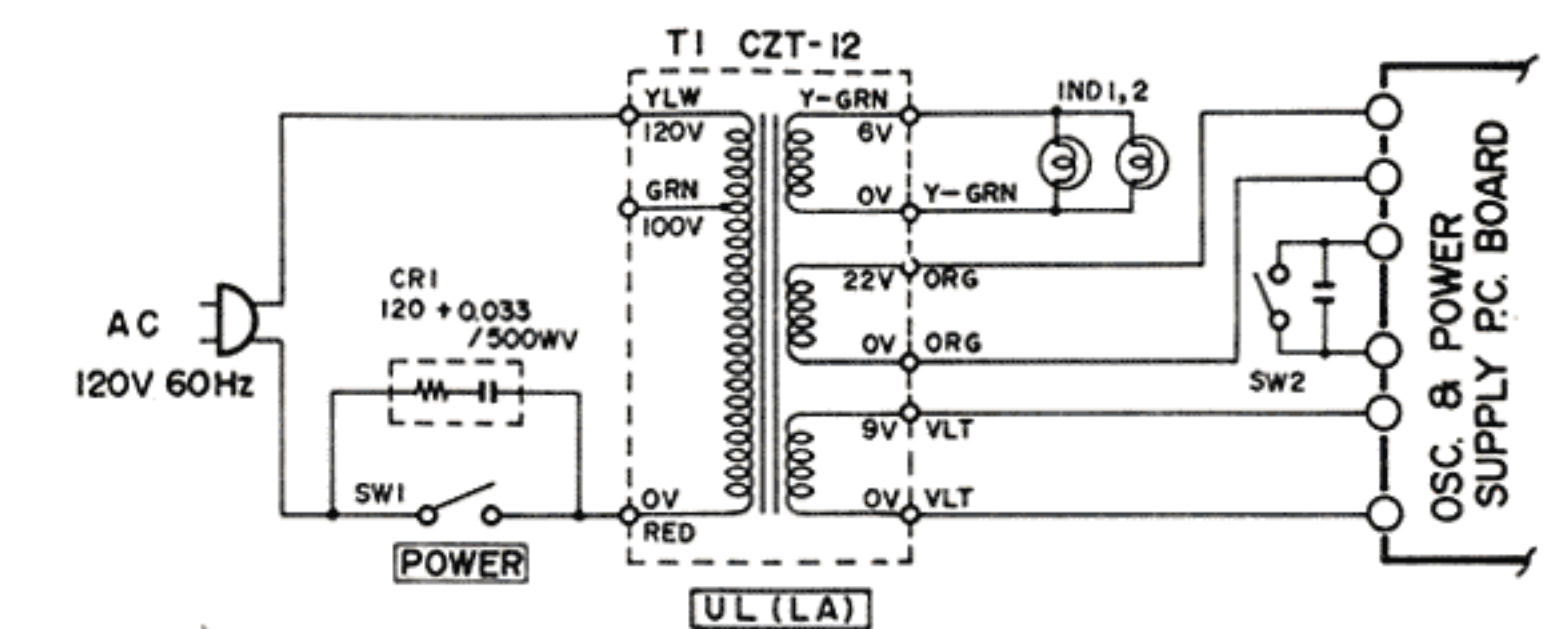 T1 CZT-12
YLW
120V
GRN
100V
Y-GRN
6V
0V
Y-GRN
IND1,2
22V
ORG
0V
ORG
9V
VLT
0V
VLT
0V
RED
CR1
120 + 0.033
/500WV
AC
120V 60Hz
SW1
POWER
SW2
OSC. & POWER
SUPPLY P.C. BOARD
UL (LA)